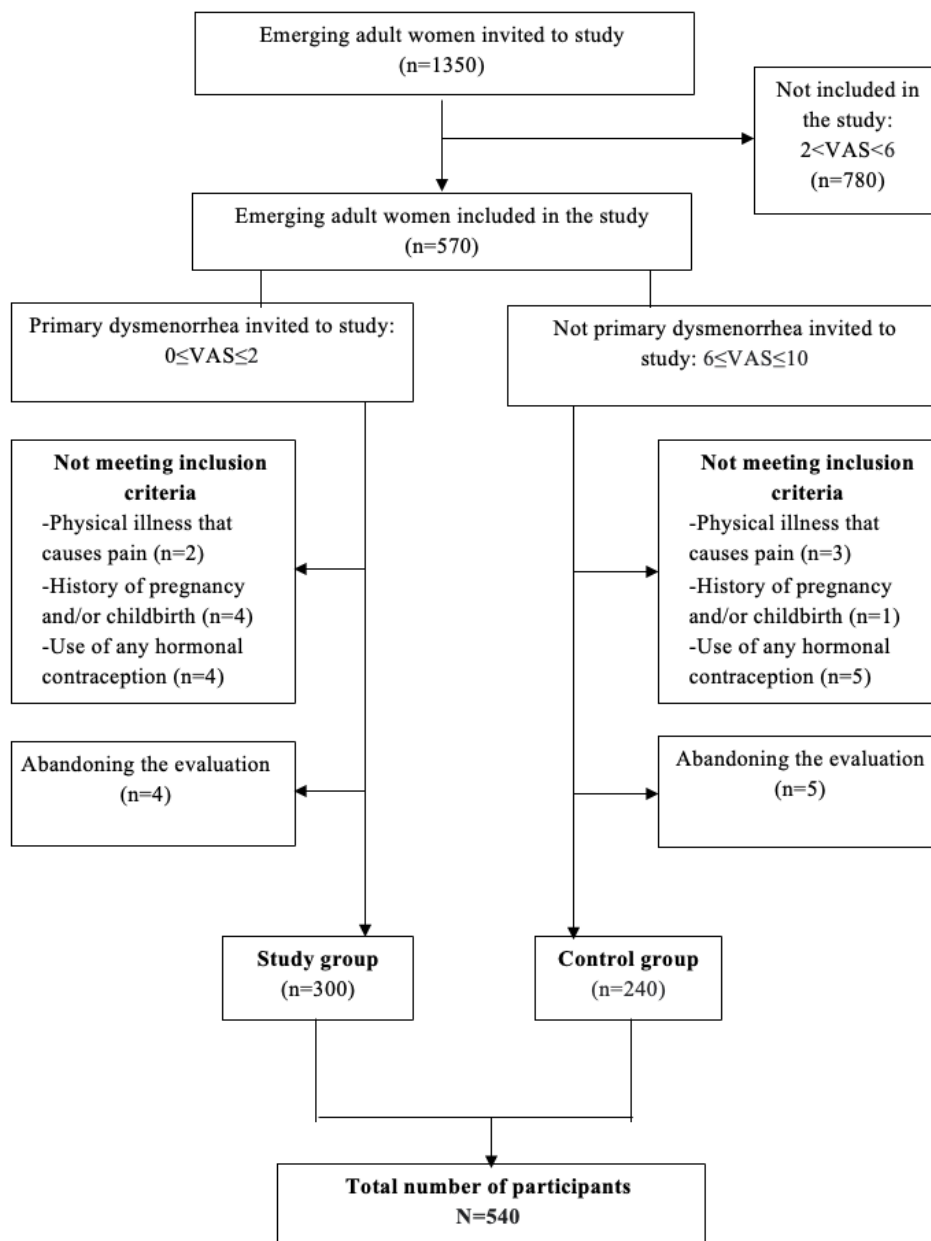 Emerging adult women invited to study
(n=1350)
Not included in
the study:
2<VAS<6
(n=780)
Emerging adult women included in the study
(n=570)
Primary dysmenorrhea invited to study:
0≤VAS≤2
Not primary dysmenorrhea invited to
study: 6≤VAS≤10
Not meeting inclusion
criteria
-Physical illness that
causes pain (n=2)
-History of pregnancy
and/or childbirth (n=4)
-Use of any hormonal
contraception (n=4)
Not meeting inclusion
criteria
-Physical illness that
causes pain (n=3)
-History of pregnancy
and/or childbirth (n=1)
-Use of any hormonal
contraception (n=5)
Abandoning the evaluation
(n=4)
Abandoning the evaluation
(n=5)
Study group
(n=300)
Control group
(n=240)
Total number of participants
N=540